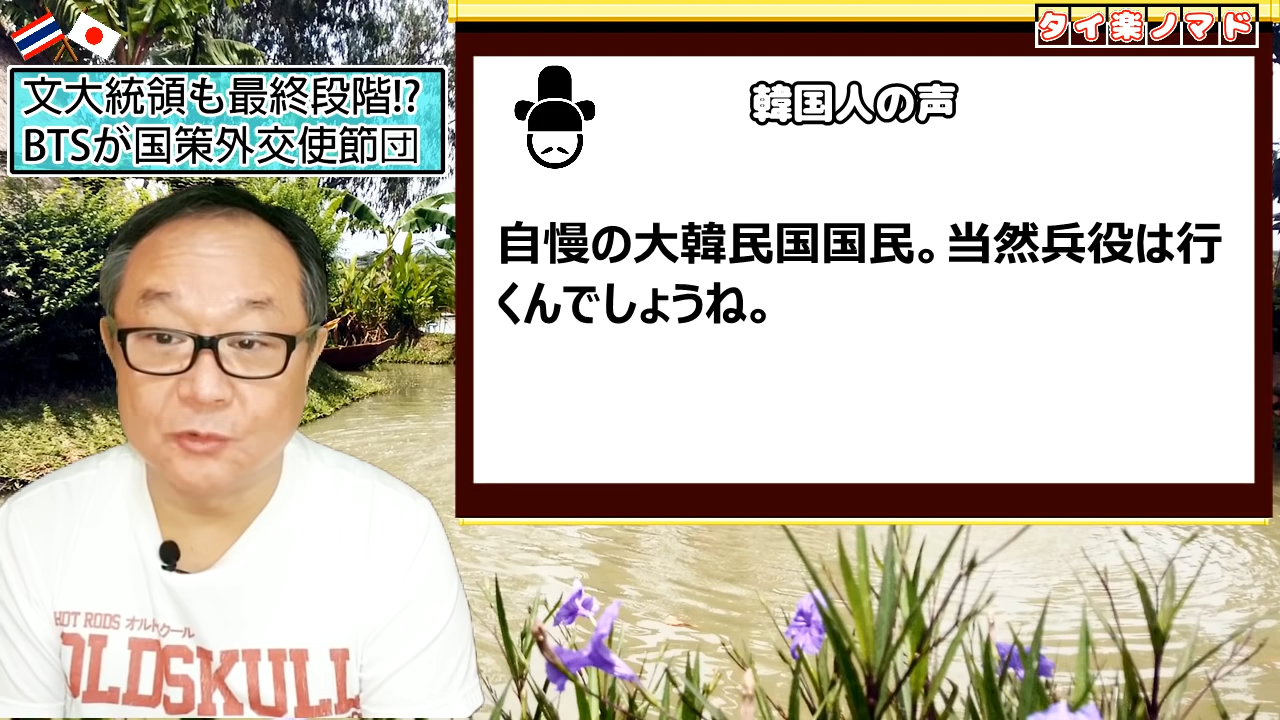 タイ楽ノマド
文大統領も最終段階!?
BTSが国策外交使節団
韓国人の声
自慢の大韓民国国民。当然兵役は行
くんでしょうね。
HOT RODS オルドスクール
OLDSKULL